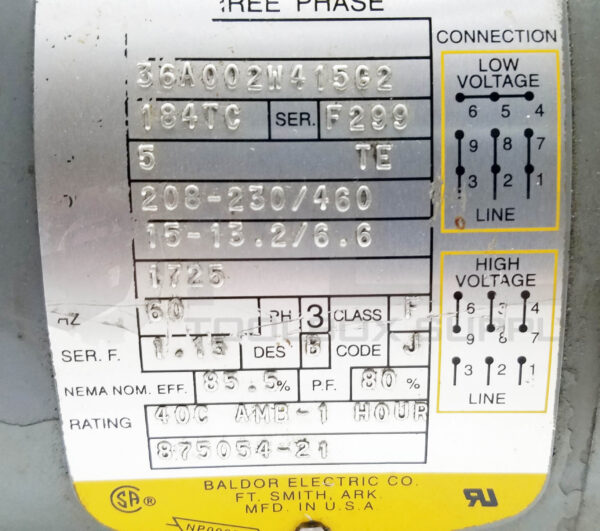 REE PHASE
36A002W415G2
184TC SER. F299
5 TE
208-230/460
15-13.2/6.6
1725
HZ 60 PH 3 CLASS F
SER. F. 1.15 DES B CODE J
NEMA NOM. EFF. 85.5% P.F. 80%
RATING 40C AMB-1 HOUR
875054-21
CONNECTION
LOW
VOLTAGE
6 5 4
9 8 7
3 2 1
LINE
HIGH
VOLTAGE
6 5 4
9 8 7
3 2 1
LINE
SA ®
BALDOR ELECTRIC CO.
FT. SMITH, ARK.
MFD. IN U.S.A.